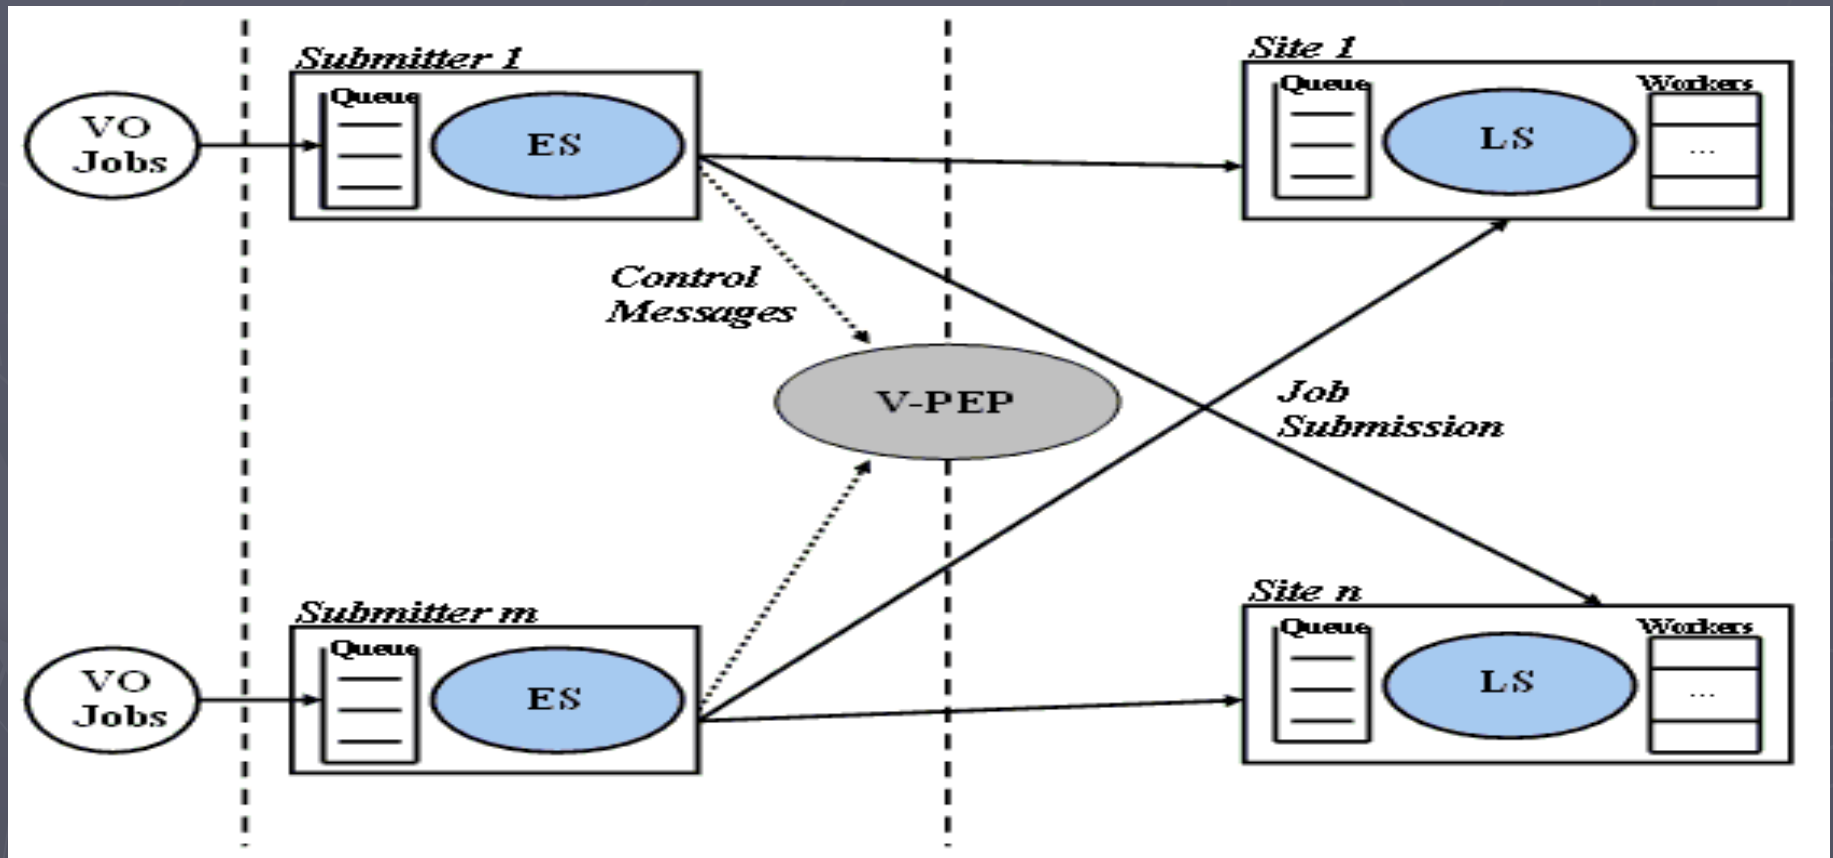 Submitter 1
Site 1
VO
Jobs
Queue
ES
Queue
LS
Workers
...
Control
Messages
V-PEP
Job
Submission
Submitter m
Site n
VO
Jobs
Queue
ES
Queue
LS
Workers
...